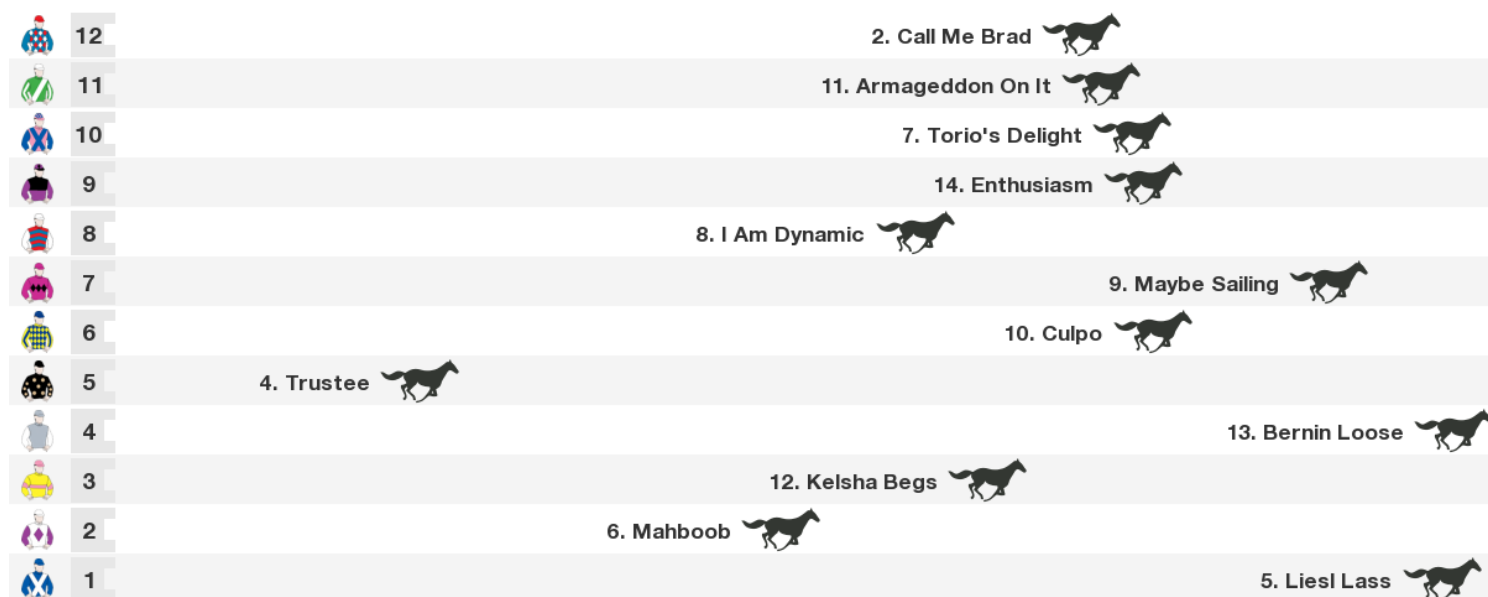 12 2. Call Me Brad
11 11. Armageddon On It
10 7. Torio's Delight
9 14. Enthusiasm
8 8. I Am Dynamic
7 9. Maybe Sailing
6 10. Culpo
5 4. Trustee
4 13. Bernin Loose
3 12. Kelsha Begs
2 6. Mahboob
1 5. Liesl Lass